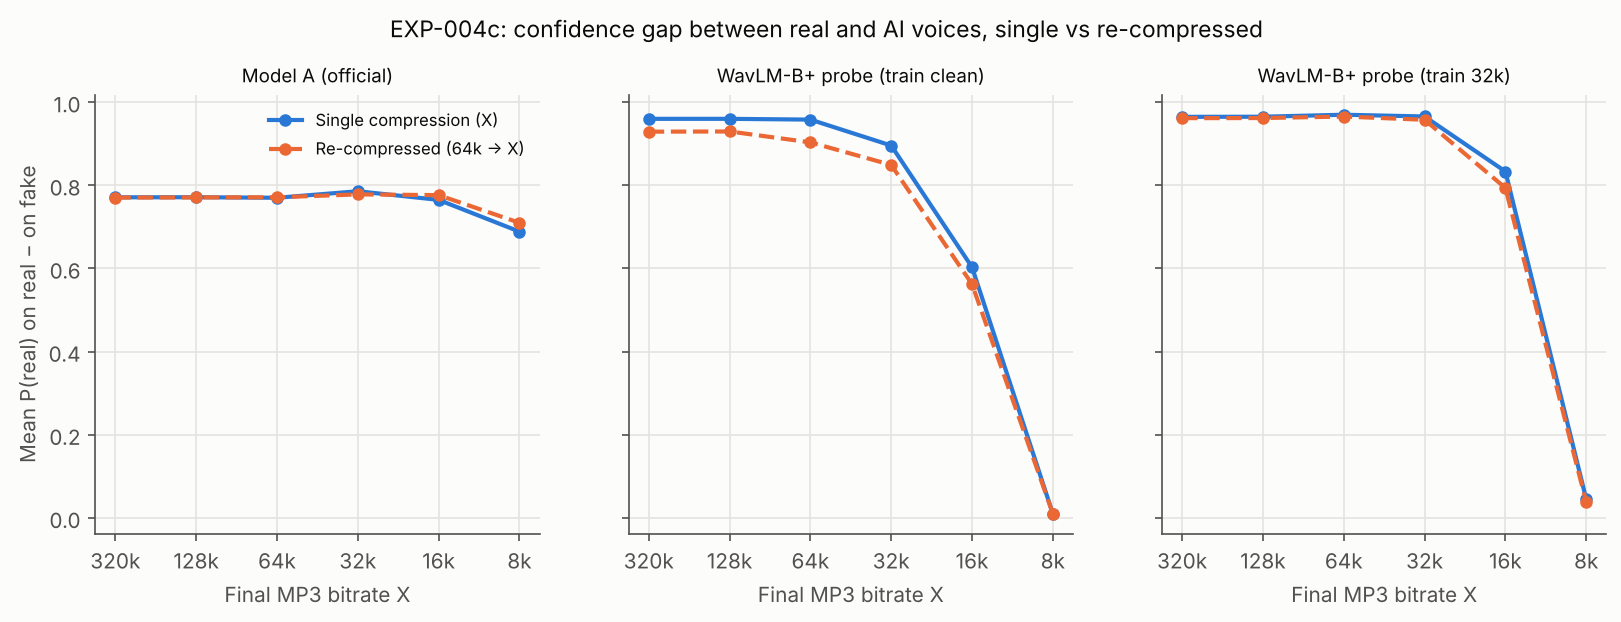 EXP-004c: confidence gap between real and AI voices, single vs re-compressed
Model A (official)
WavLM-B+ probe (train clean)
WavLM-B+ probe (train 32k)
Single compression (X)
Re-compressed (64k → X)
Mean P(real) on real − on fake
1.0
0.8
0.6
0.4
0.2
0.0
320k 128k 64k 32k 16k 8k
320k 128k 64k 32k 16k 8k
320k 128k 64k 32k 16k 8k
Final MP3 bitrate X
Final MP3 bitrate X
Final MP3 bitrate X